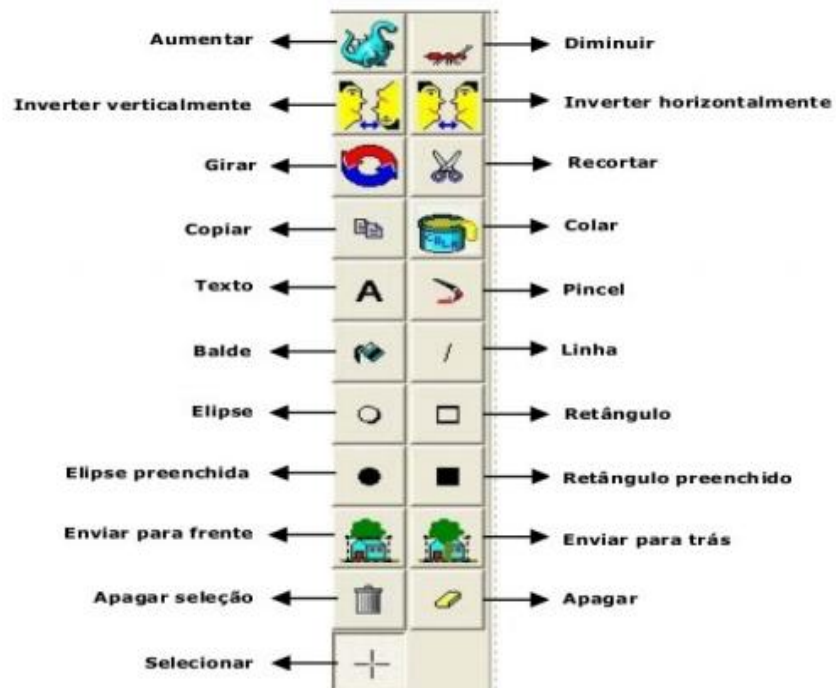 Aumentar
Diminuir
Inverter verticalmente
Inverter horizontalmente
Girar
Recortar
Copiar
Colar
COLA
Texto
A
Pincel
Balde
Linha
Elipse
Retângulo
Elipse preenchida
Retângulo preenchido
Enviar para frente
Enviar para trás
Apagar seleção
Apagar
Selecionar